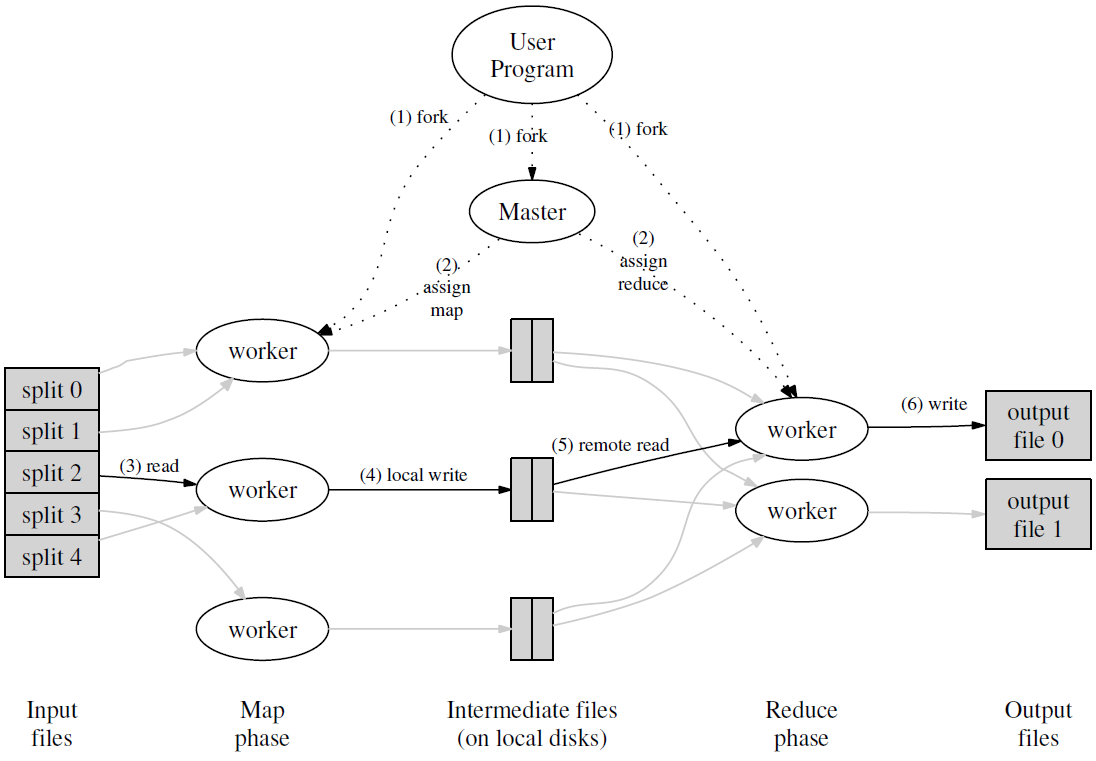 User
Program
(1) fork
(1) fork
(1) fork
Master
(2)
assign
map
(2)
assign
reduce
worker
split 0
split 1
split 2
split 3
split 4
(3) read
worker
(4) local write
worker
(5) remote read
worker
(6) write
output
file 0
worker
output
file 1
Input
files
Map
phase
Intermediate files
(on local disks)
Reduce
phase
Output
files